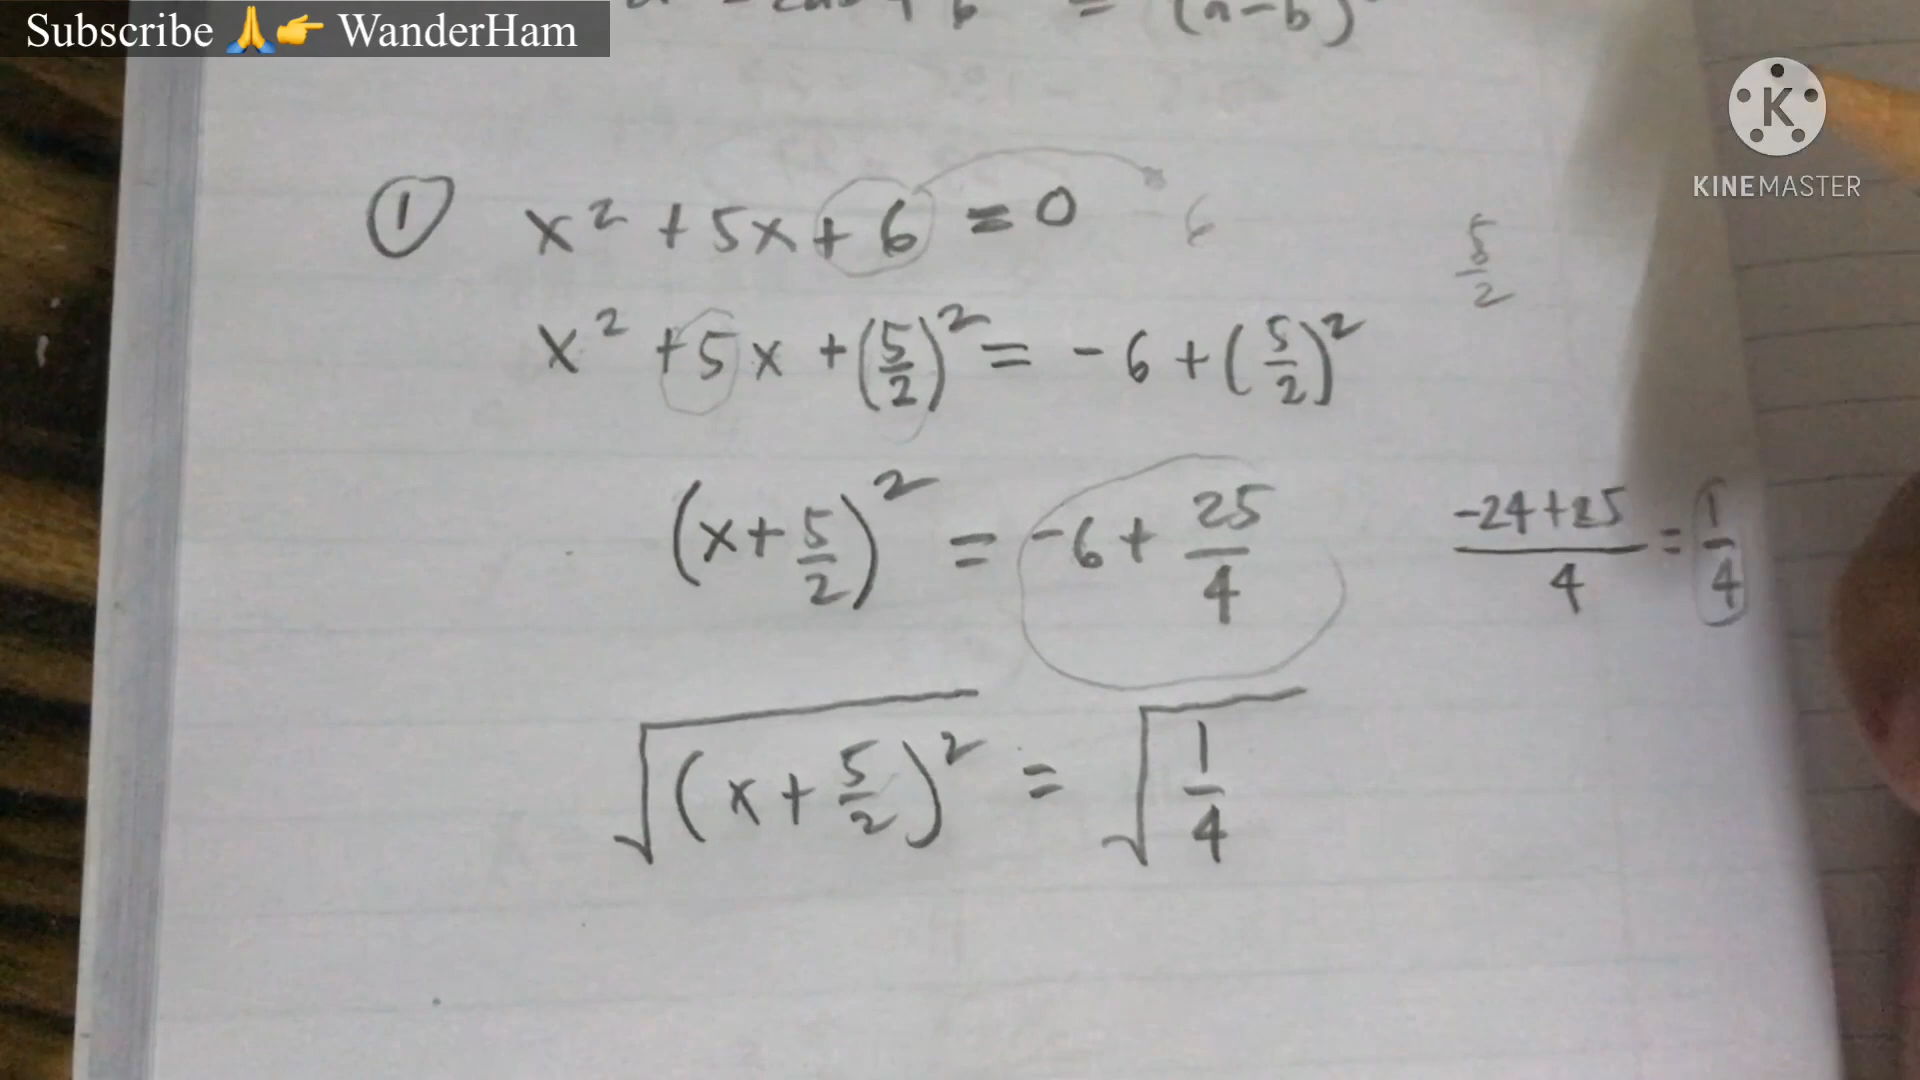 Subscribe 🙏👉 WanderHam
= (a-b)
K
KINEMASTER
① x² + 5x + 6 = 0
6
5/2
x² + 5x + (5/2)² = -6 + (5/2)²
(x + 5/2)² = -6 + 25/4
(-24+25)/4 = 1/4
√(x + 5/2)² = √1/4